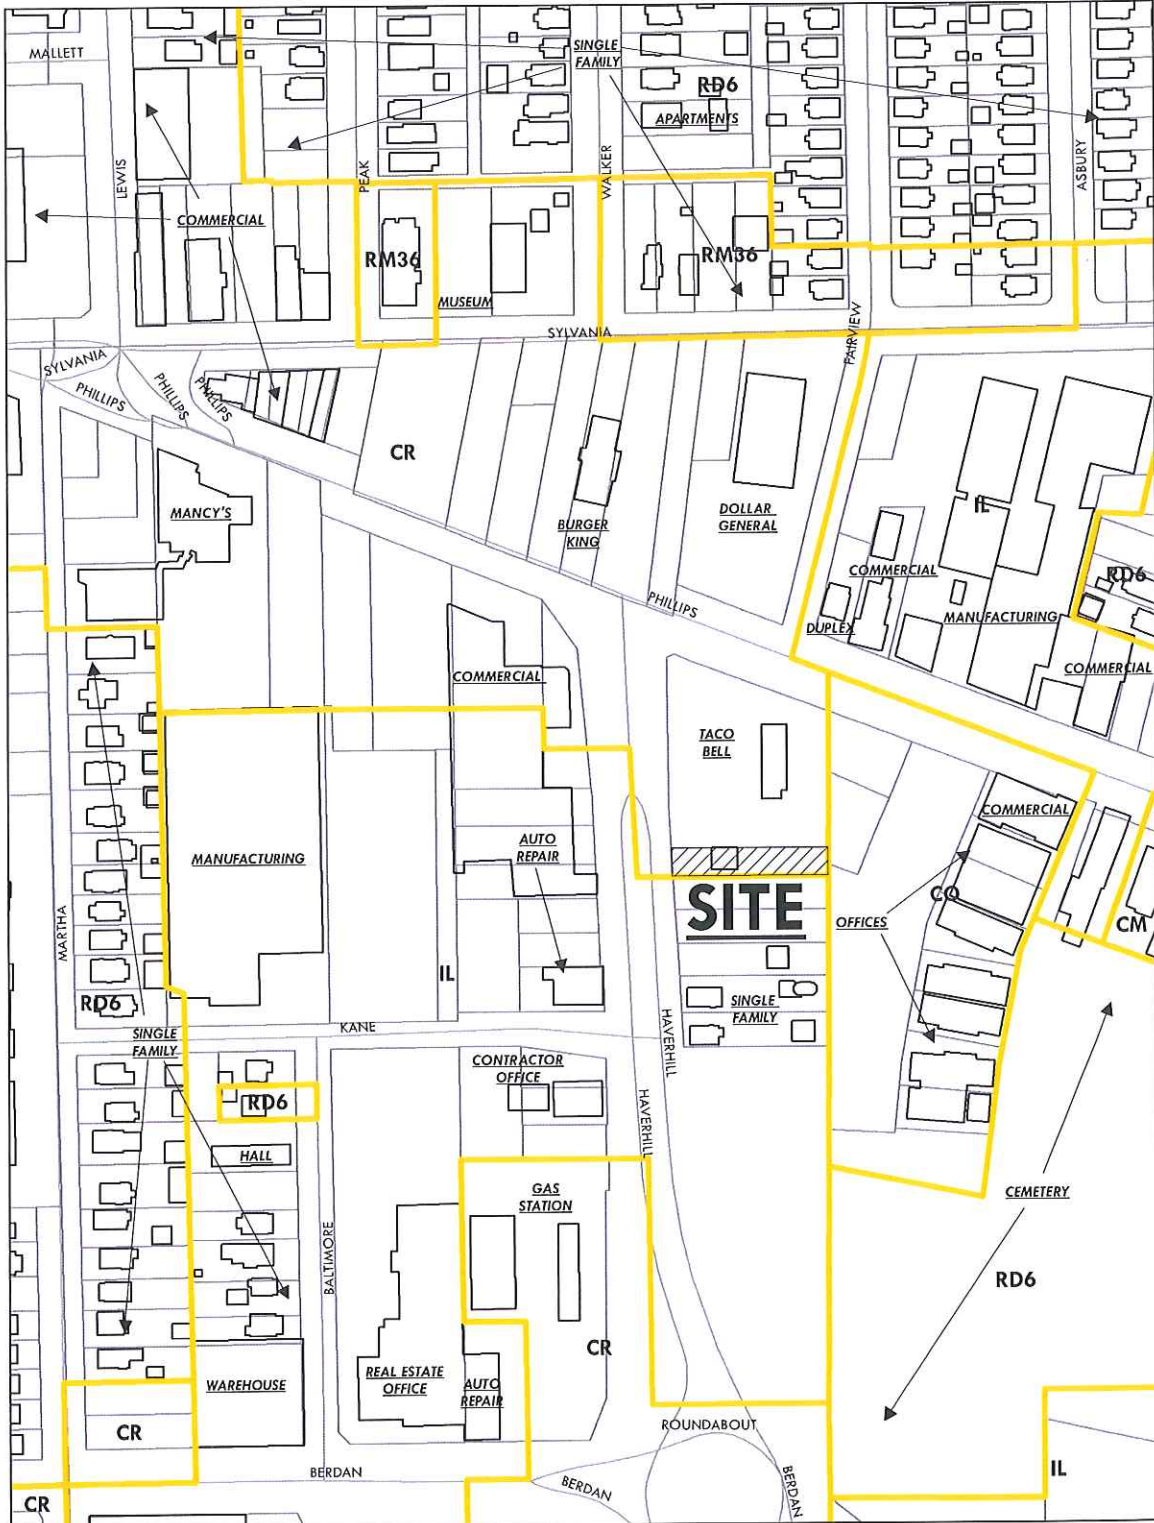 MALLETT
SINGLE
FAMILY
RD6
APARTMENTS
LEWIS
PEAK
WALKER
ASBURY
COMMERCIAL
RM36
RM36
MUSEUM
SYLVANIA
FAIRVIEW
SYLVANIA
PHILLIPS
PHILLIPS
PHILLIPS
CR
MANCY'S
BURGER
KING
DOLLAR
GENERAL
IL
COMMERCIAL
RD6
PHILLIPS
DUPLEX
MANUFACTURING
COMMERCIAL
COMMERCIAL
TACO
BELL
COMMERCIAL
MANUFACTURING
AUTO
REPAIR
SITE
CO
OFFICES
CM
MARTHA
IL
RD6
SINGLE
FAMILY
SINGLE
FAMILY
KANE
HAVERHILL
CONTRACTOR
OFFICE
RD6
HAVERHILL
HALL
GAS
STATION
CEMETERY
BALTIMORE
RD6
CR
REAL ESTATE
OFFICE
AUTO
REPAIR
WAREHOUSE
CR
ROUNDABOUT
BERDAN
BERDAN
BERDAN
IL
CR